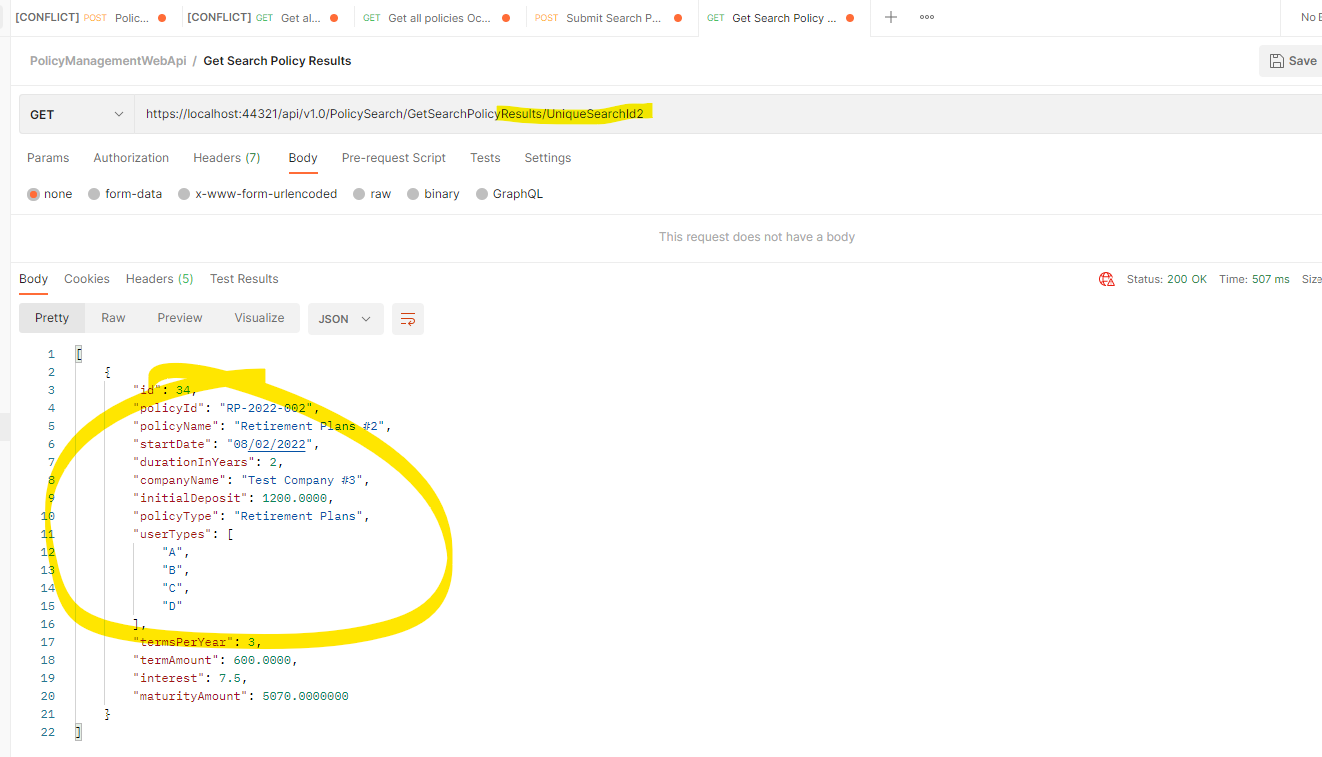 [CONFLICT] POST Polic... [CONFLICT] GET Get al... GET Get all policies Oc... POST Submit Search P... GET Get Search Policy ... No
PolicyManagementWebApi / Get Search Policy Results Save
GET https://localhost:44321/api/v1.0/PolicySearch/GetSearchPolicyResults/UniqueSearchId2
Params Authorization Headers (7) Body Pre-request Script Tests Settings
none form-data x-www-form-urlencoded raw binary GraphQL
This request does not have a body
Body Cookies Headers (5) Test Results Status: 200 OK Time: 507 ms Size
Pretty Raw Preview Visualize JSON
1 [
2 {
3 "id": 34,
4 "policyId": "RP-2022-002",
5 "policyName": "Retirement Plans #2",
6 "startDate": "08/02/2022",
7 "durationInYears": 2,
8 "companyName": "Test Company #3",
9 "initialDeposit": 1200.0000,
10 "policyType": "Retirement Plans",
11 "userTypes": [
12 "A",
13 "B",
14 "C",
15 "D"
16 ],
17 "termsPerYear": 3,
18 "termAmount": 600.0000,
19 "interest": 7.5,
20 "maturityAmount": 5070.0000000
21 }
22 ]